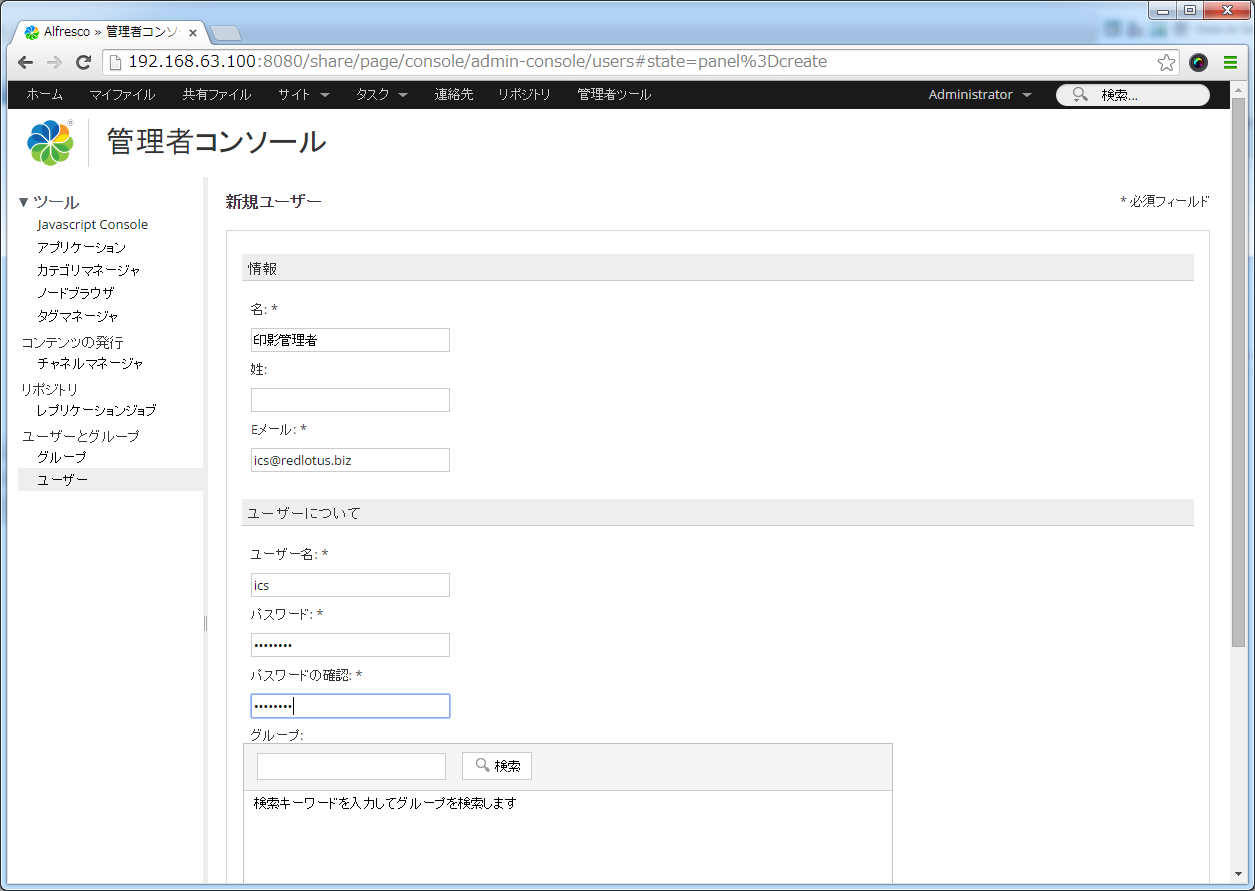 Alfresco » 管理者コンソ
192.168.63.100:8080/share/page/console/admin-console/users#state=panel%3Dcreate
ホーム マイファイル 共有ファイル サイト タスク 連絡先 リポジトリ 管理者ツール Administrator 検索...
管理者コンソール
ツール
Javascript Console
アプリケーション
カテゴリマネージャ
ノードブラウザ
タグマネージャ
コンテンツの発行
チャネルマネージャ
リポジトリ
レプリケーションジョブ
ユーザーとグループ
グループ
ユーザー
新規ユーザー
* 必須フィールド
情報
名: *
印影管理者
姓:
Eメール: *
ics@redlotus.biz
ユーザーについて
ユーザー名: *
ics
パスワード: *
••••••••
パスワードの確認: *
••••••••
グループ:
検索
検索キーワードを入力してグループを検索します